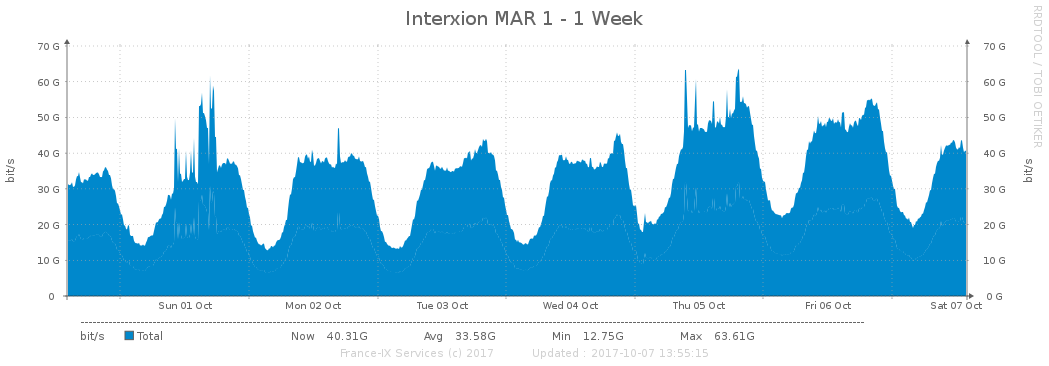 Interxion MAR 1 - 1 Week
RRDTOOL / TOBI OETIKER
70 G 70 G
60 G 60 G
50 G 50 G
40 G 40 G
30 G 30 G
20 G 20 G
10 G 10 G
0 0 G
bit/s bit/s
Sun 01 Oct Mon 02 Oct Tue 03 Oct Wed 04 Oct Thu 05 Oct Fri 06 Oct Sat 07 Oct
bit/s Total Now 40.31G Avg 33.58G Min 12.75G Max 63.61G
France-IX Services (c) 2017 Updated : 2017-10-07 13:55:15